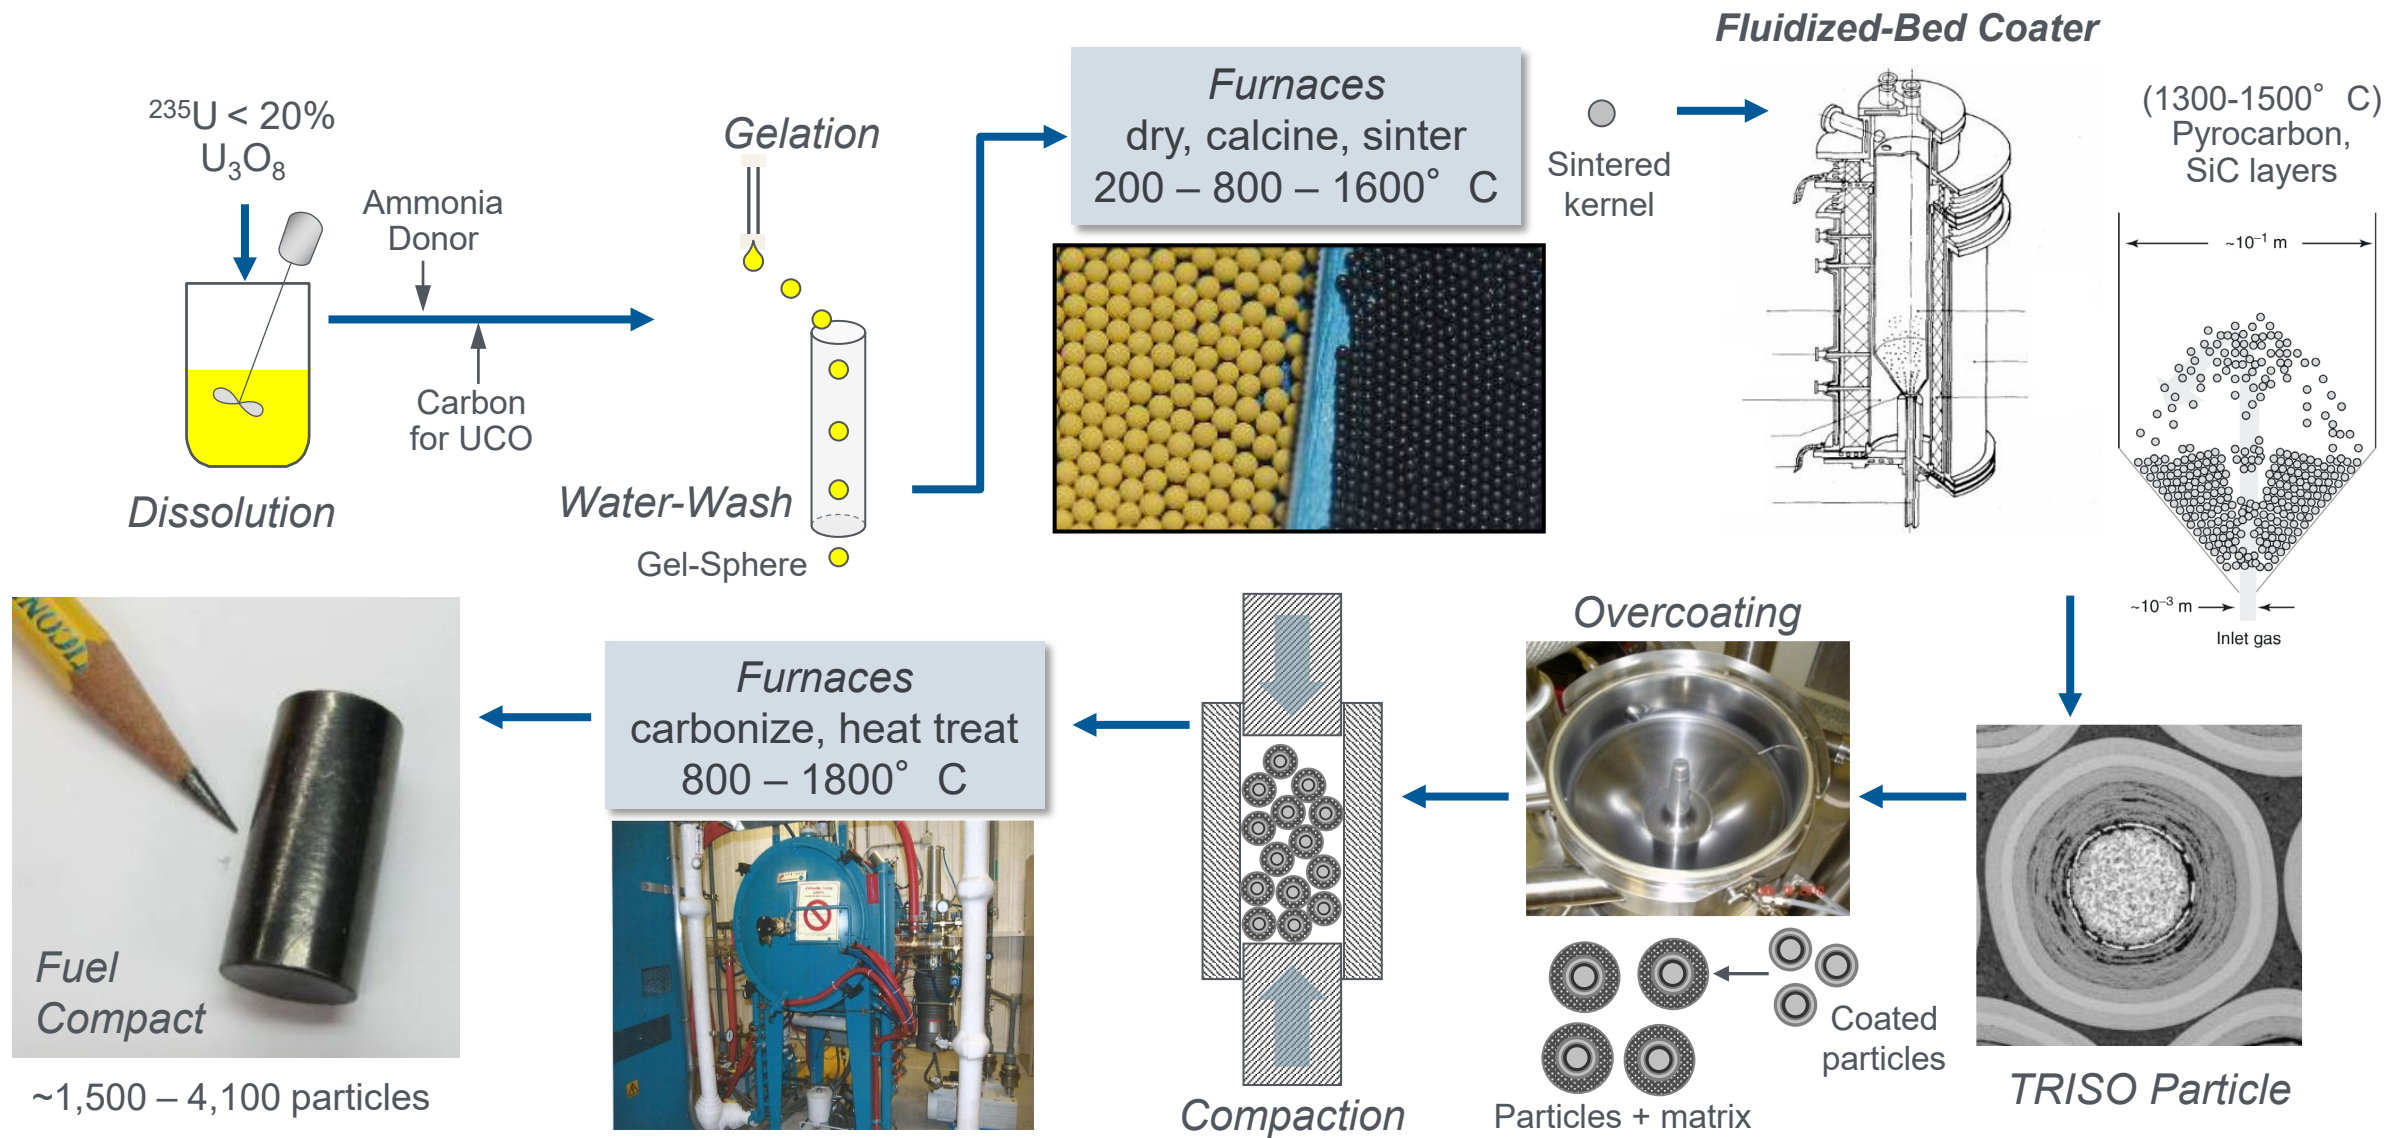 Fluidized-Bed Coater
²³⁵U < 20%
U₃O₈
Ammonia
Donor
Carbon
for UCO
Dissolution
Gelation
Water-Wash
Gel-Sphere
Furnaces
dry, calcine, sinter
200 – 800 – 1600° C
Sintered
kernel
(1300-1500° C)
Pyrocarbon,
SiC layers
~10⁻¹ m
~10⁻³ m
Inlet gas
TRISO Particle
Overcoating
Coated
particles
Particles + matrix
Compaction
Furnaces
carbonize, heat treat
800 – 1800° C
Fuel
Compact
~1,500 – 4,100 particles